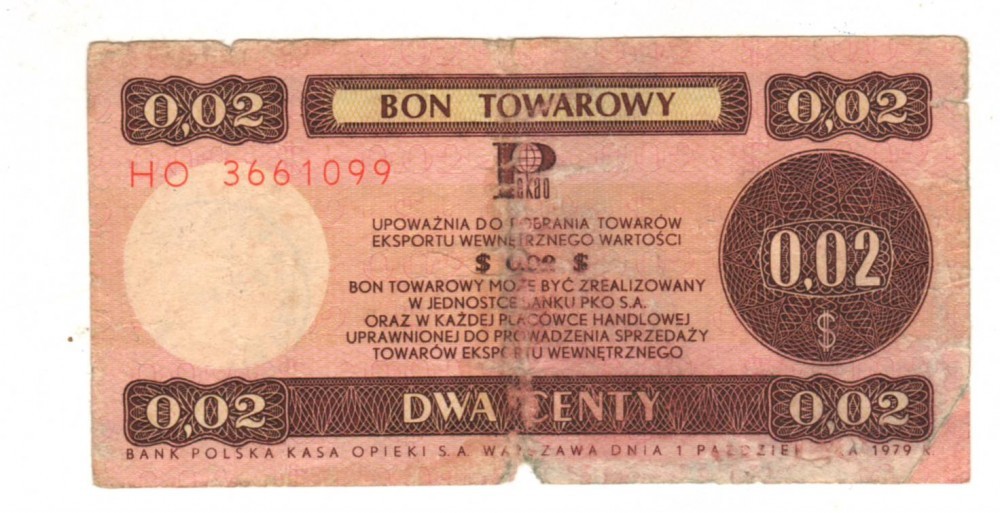 0,02 BON TOWAROWY 0,02
HO 3661099
PEKAO
UPOWAŻNIA DO POBRANIA TOWARÓW
EKSPORTU WEWNĘTRZNEGO WARTOŚCI
$ 0,02 $
BON TOWAROWY MOŻE BYĆ ZREALIZOWANY
W JEDNOSTCE BANKU PKO S.A.
ORAZ W KAŻDEJ PLACÓWCE HANDLOWEJ
UPRAWNIONEJ DO PROWADZENIA SPRZEDAŻY
TOWARÓW EKSPORTU WEWNĘTRZNEGO
0,02
$
0,02 DWA CENTY 0,02
BANK POLSKA KASA OPIEKI S.A. WARSZAWA DNIA 1 PAŹDZIERNIKA 1979 R